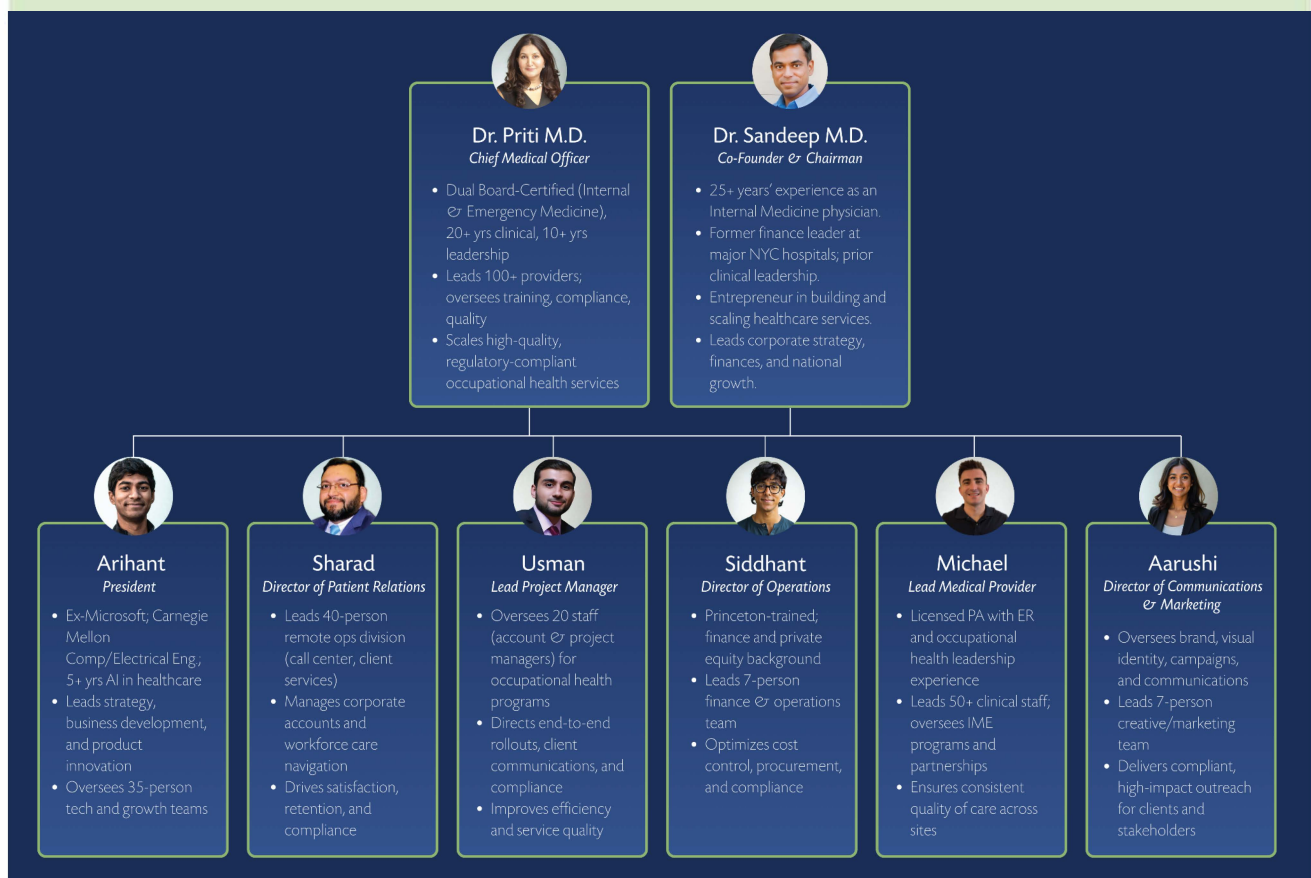 Dr. Priti M.D.
Chief Medical Officer
• Dual Board-Certified (Internal
& Emergency Medicine),
20+ yrs clinical, 10+ yrs
leadership
• Leads 100+ providers;
oversees training, compliance,
quality
• Scales high-quality,
regulatory-compliant
occupational health services
Dr. Sandeep M.D.
Co-Founder & Chairman
• 25+ years’ experience as an
Internal Medicine physician.
• Former finance leader at
major NYC hospitals; prior
clinical leadership.
• Entrepreneur in building and
scaling healthcare services.
• Leads corporate strategy,
finances, and national
growth.
Arihant
President
• Ex-Microsoft; Carnegie
Mellon
Comp/Electrical Eng.;
5+ yrs AI in healthcare
• Leads strategy,
business development,
and product
innovation
• Oversees 35-person
tech and growth teams
Sharad
Director of Patient Relations
• Leads 40-person
remote ops division
(call center, client
services)
• Manages corporate
accounts and
workforce care
navigation
• Drives satisfaction,
retention, and
compliance
Usman
Lead Project Manager
• Oversees 20 staff
(account & project
managers) for
occupational health
programs
• Directs end-to-end
rollouts, client
communications, and
compliance
• Improves efficiency
and service quality
Siddhant
Director of Operations
• Princeton-trained;
finance and private
equity background
• Leads 7-person
finance & operations
team
• Optimizes cost
control, procurement,
and compliance
Michael
Lead Medical Provider
• Licensed PA with ER
and occupational
health leadership
experience
• Leads 50+ clinical staff;
oversees IME
programs and
partnerships
• Ensures consistent
quality of care across
sites
Aarushi
Director of Communications
& Marketing
• Oversees brand, visual
identity, campaigns,
and communications
• Leads 7-person
creative/marketing
team
• Delivers compliant,
high-impact outreach
for clients and
stakeholders